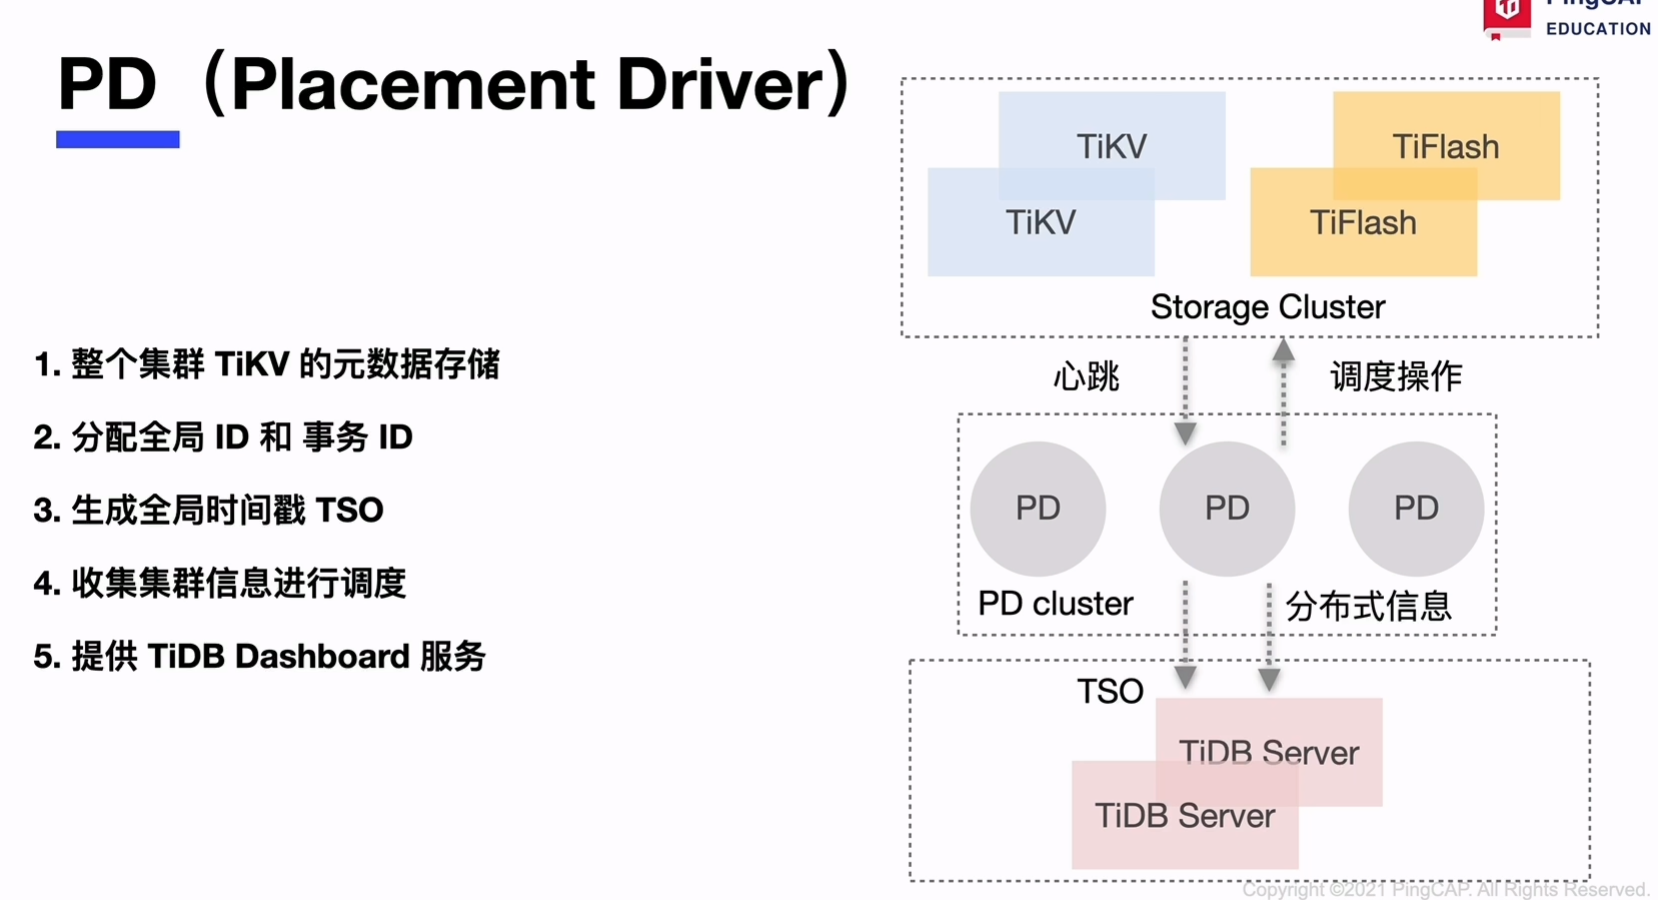 PingCAP
EDUCATION
PD（Placement Driver）
1. 整个集群 TiKV 的元数据存储
2. 分配全局 ID 和 事务 ID
3. 生成全局时间戳 TSO
4. 收集集群信息进行调度
5. 提供 TiDB Dashboard 服务
TiKV
TiFlash
TiKV
TiFlash
Storage Cluster
心跳
调度操作
PD
PD
PD
PD cluster
分布式信息
TSO
TiDB Server
TiDB Server
Copyright ©2021 PingCAP. All Rights Reserved.